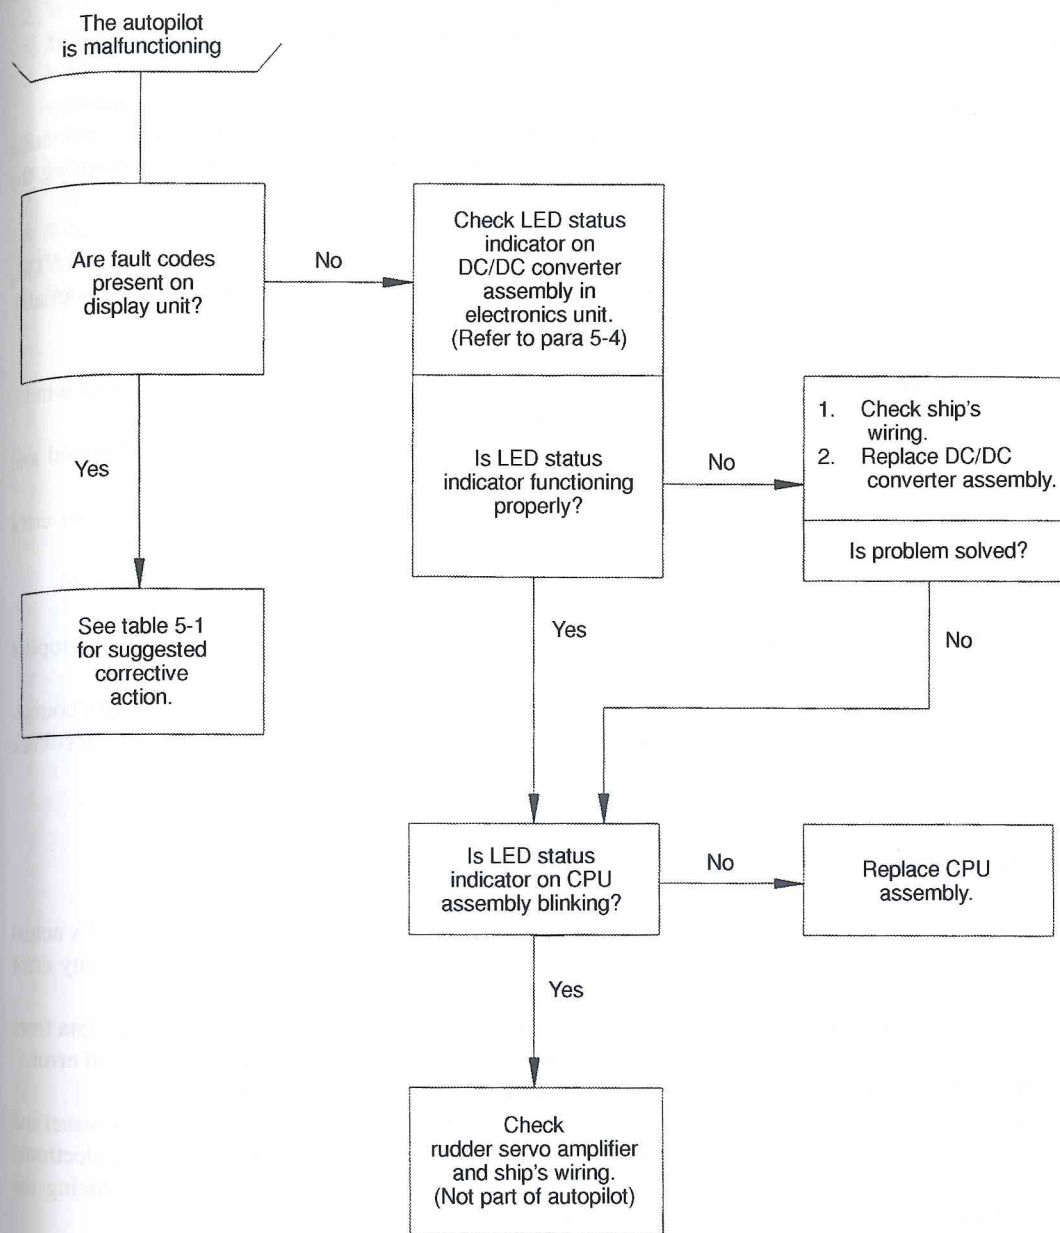 The autopilot
is malfunctioning
Are fault codes
present on
display unit?
No
Check LED status
indicator on
DC/DC converter
assembly in
electronics unit.
(Refer to para 5-4)
Yes
Is LED status
indicator functioning
properly?
No
1. Check ship's
wiring.
2. Replace DC/DC
converter assembly.
Is problem solved?
See table 5-1
for suggested
corrective
action.
Yes
No
Is LED status
indicator on CPU
assembly blinking?
No
Replace CPU
assembly.
Yes
Check
rudder servo amplifier
and ship's wiring.
(Not part of autopilot)